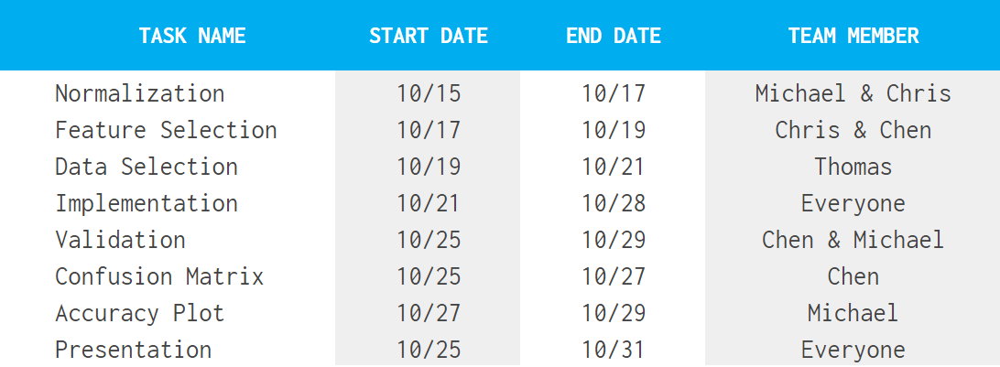 TASK NAME START DATE END DATE TEAM MEMBER
Normalization 10/15 10/17 Michael & Chris
Feature Selection 10/17 10/19 Chris & Chen
Data Selection 10/19 10/21 Thomas
Implementation 10/21 10/28 Everyone
Validation 10/25 10/29 Chen & Michael
Confusion Matrix 10/25 10/27 Chen
Accuracy Plot 10/27 10/29 Michael
Presentation 10/25 10/31 Everyone